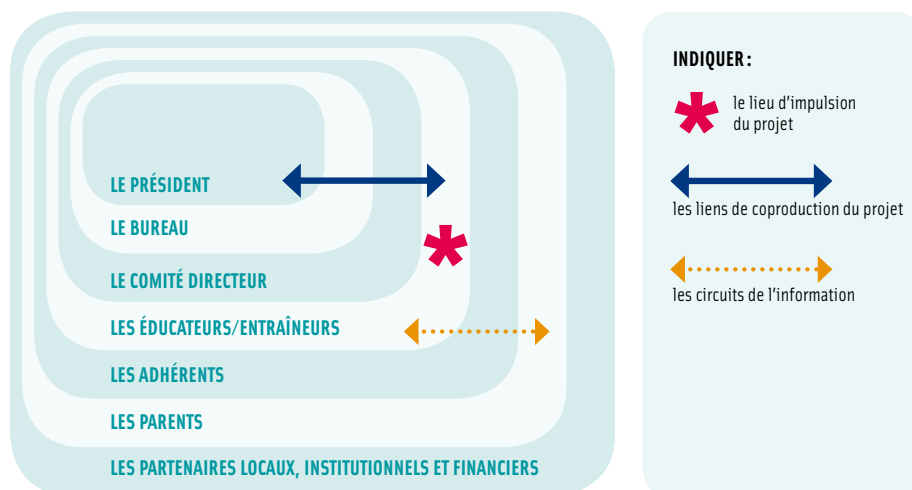 LE PRÉSIDENT
LE BUREAU
LE COMITÉ DIRECTEUR
LES ÉDUCATEURS/ENTRAÎNEURS
LES ADHÉRENTS
LES PARENTS
LES PARTENAIRES LOCAUX, INSTITUTIONNELS ET FINANCIERS
INDIQUER :
le lieu d’impulsion
du projet
les liens de coproduction du projet
les circuits de l’information